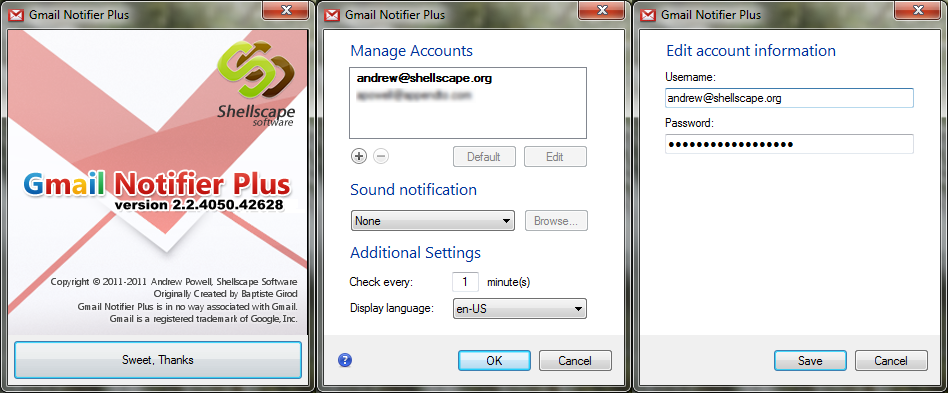 Gmail Notifier Plus
Shellscape
software
Gmail Notifier Plus
version 2.2.4050.42628
Copyright © 2011-2011 Andrew Powell, Shellscape Software
Originally Created by Baptiste Girod
Gmail Notifier Plus is in no way associated with Gmail.
Gmail is a registered trademark of Google, Inc.
Sweet, Thanks
Gmail Notifier Plus
Manage Accounts
andrew@shellscape.org
Default
Edit
Sound notification
None
Browse...
Additional Settings
Check every:
1
minute(s)
Display language:
en-US
OK
Cancel
Gmail Notifier Plus
Edit account information
Username:
andrew@shellscape.org
Password:
Save
Cancel